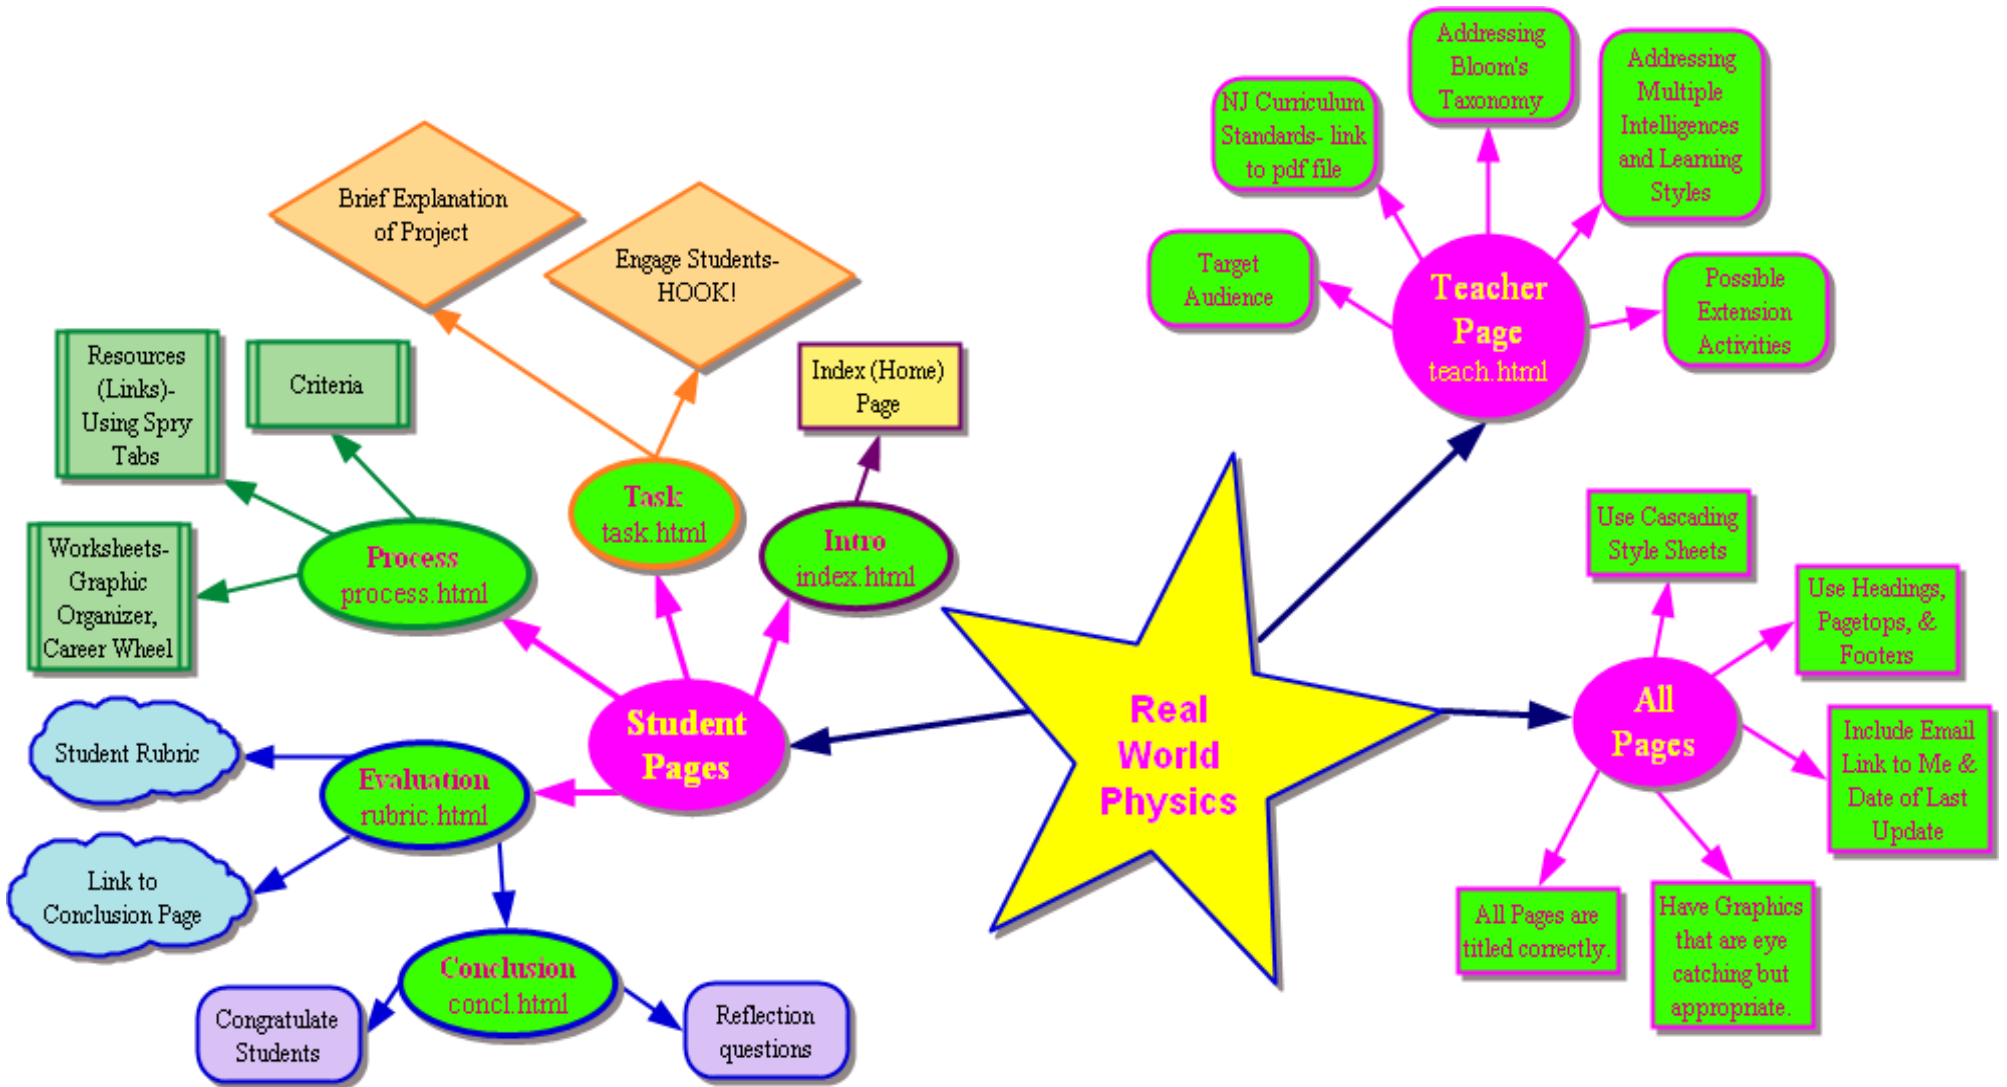 Addressing
Bloom's
Taxonomy
Addressing
Multiple
Intelligences
and Learning
Styles
NJ Curriculum
Standards- link
to pdf file
Target
Audience
Teacher
Page
teach.html
Possible
Extension
Activities
Brief Explanation
of Project
Engage Students-
HOOK!
Resources
(Links)-
Using Spry
Tabs
Criteria
Index (Home)
Page
Worksheets-
Graphic
Organizer,
Career Wheel
Process
process.html
Task
task.html
Intro
index.html
Student
Pages
Real
World
Physics
Use Cascading
Style Sheets
Use Headings,
Pagetops, &
Footers
All
Pages
Include Email
Link to Me &
Date of Last
Update
All Pages are
titled correctly.
Have Graphics
that are eye
catching but
appropriate.
Student Rubric
Evaluation
rubric.html
Link to
Conclusion Page
Conclusion
concl.html
Congratulate
Students
Reflection
questions